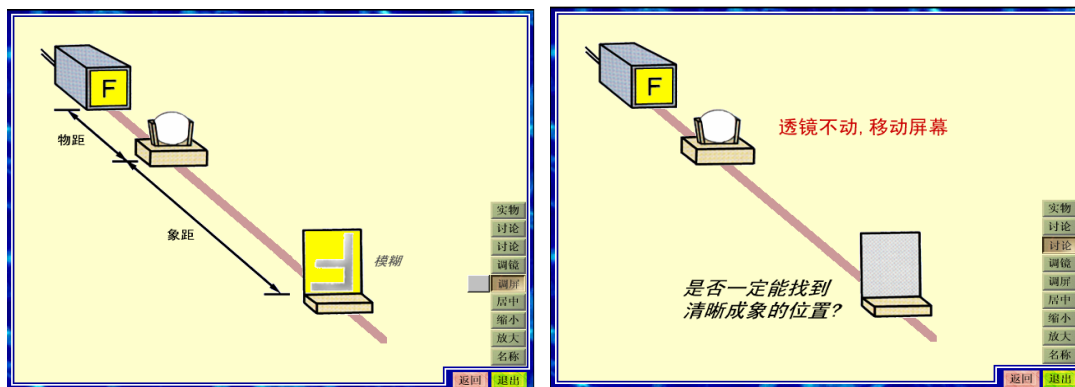 F
物距
象距
模糊
实物
讨论
讨论
调镜
调屏
居中
缩小
放大
名称
返回
退出
F
透镜不动,移动屏幕
是否一定能找到
清晰成象的位置?
实物
讨论
讨论
调镜
调屏
居中
缩小
放大
名称
返回
退出